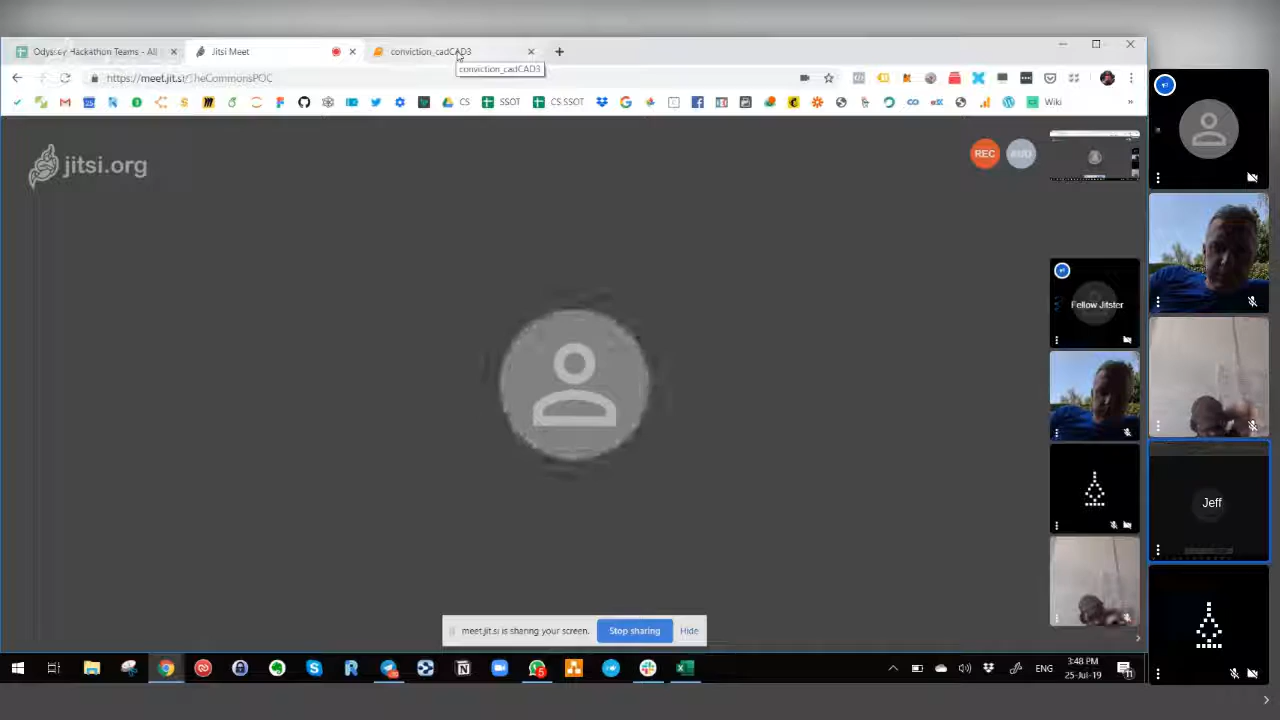 Odyssey Hackathon Teams - All
Jitsi Meet
conviction_cadCAD3
conviction_cadCAD3
https://meet.jit.si/TheCommonsPOC
CS
SSOT
CS SSOT
Wiki
jitsi.org
REC
Fellow Jitster
Jeff
meet.jit.si is sharing your screen.
Stop sharing
Hide
ENG
3:48 PM
25-Jul-19